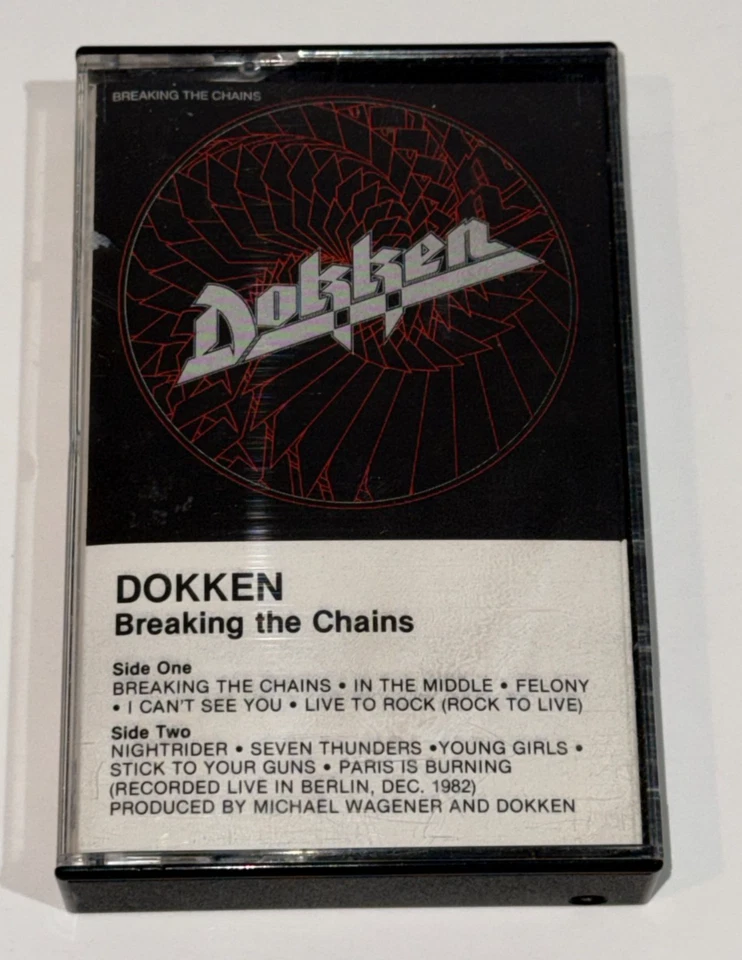 BREAKING THE CHAINS
Dokken
DOKKEN
Breaking the Chains
Side One
BREAKING THE CHAINS • IN THE MIDDLE • FELONY
• I CAN'T SEE YOU • LIVE TO ROCK (ROCK TO LIVE)
Side Two
NIGHTRIDER • SEVEN THUNDERS •YOUNG GIRLS •
STICK TO YOUR GUNS • PARIS IS BURNING
(RECORDED LIVE IN BERLIN, DEC. 1982)
PRODUCED BY MICHAEL WAGENER AND DOKKEN